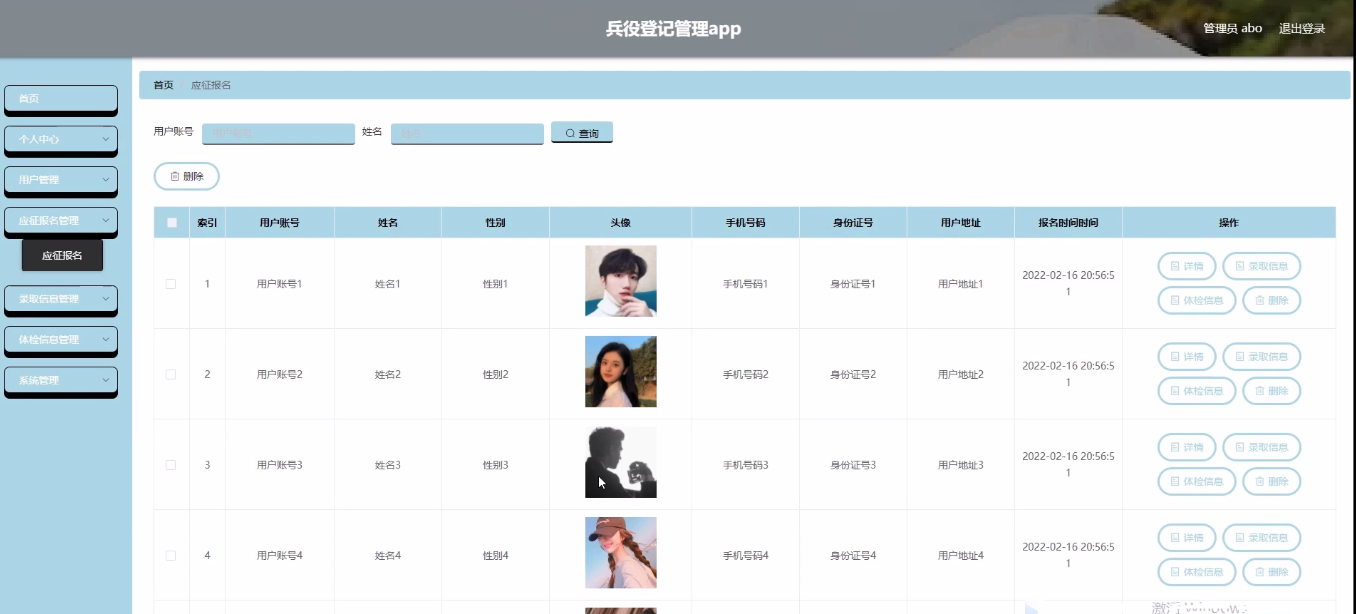 兵役登记管理app
管理员 abo 退出登录
首页
个人中心
用户管理
应征报名管理
应征报名
录取信息管理
体检信息管理
系统管理
首页 应征报名
用户账号 用户账号 姓名 姓名 查询
删除
索引 用户账号 姓名 性别 头像 手机号码 身份证号 用户地址 报名时间时间 操作
1 用户账号1 姓名1 性别1 手机号码1 身份证号1 用户地址1 2022-02-16 20:56:5
1
详情 录取信息
体检信息 删除
2 用户账号2 姓名2 性别2 手机号码2 身份证号2 用户地址2 2022-02-16 20:56:5
1
详情 录取信息
体检信息 删除
3 用户账号3 姓名3 性别3 手机号码3 身份证号3 用户地址3 2022-02-16 20:56:5
1
详情 录取信息
体检信息 删除
4 用户账号4 姓名4 性别4 手机号码4 身份证号4 用户地址4 2022-02-16 20:56:5
1
详情 录取信息
体检信息 删除
激活 Windows